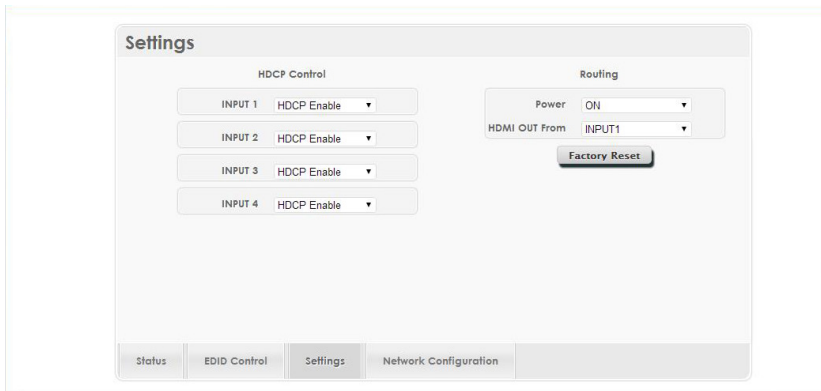 Settings
HDCP Control
INPUT 1 HDCP Enable
INPUT 2 HDCP Enable
INPUT 3 HDCP Enable
INPUT 4 HDCP Enable
Routing
Power ON
HDMI OUT From INPUT1
Factory Reset
Status EDID Control Settings Network Configuration